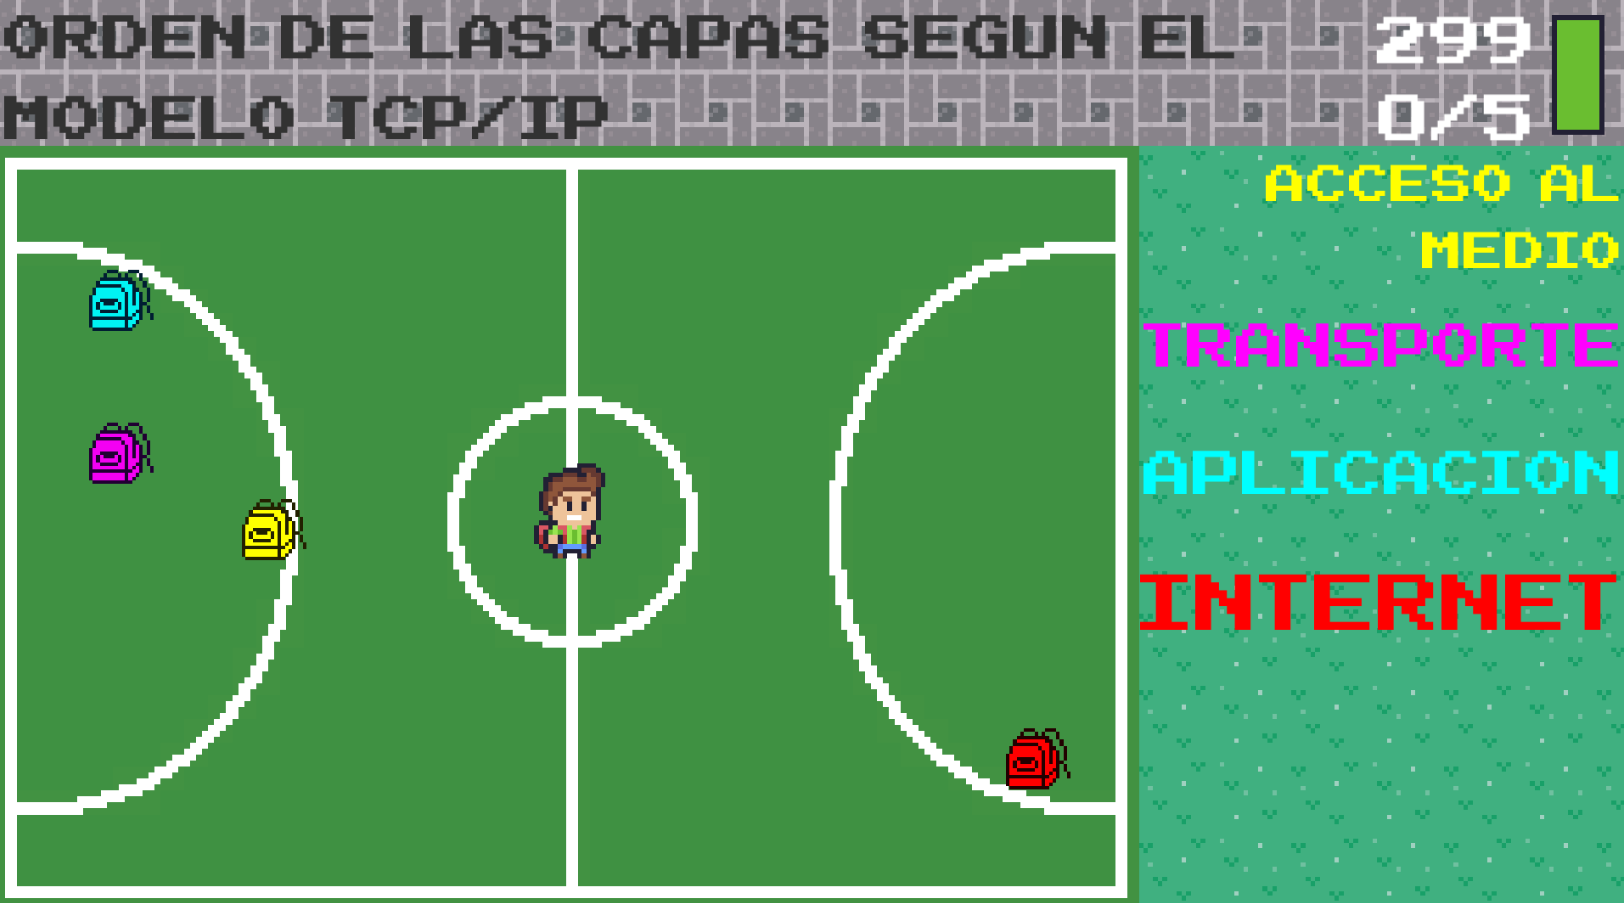 ORDEN DE LAS CAPAS SEGUN EL
MODELO TCP/IP
299
0/5
ACCESO AL
MEDIO
TRANSPORTE
APLICACION
INTERNET